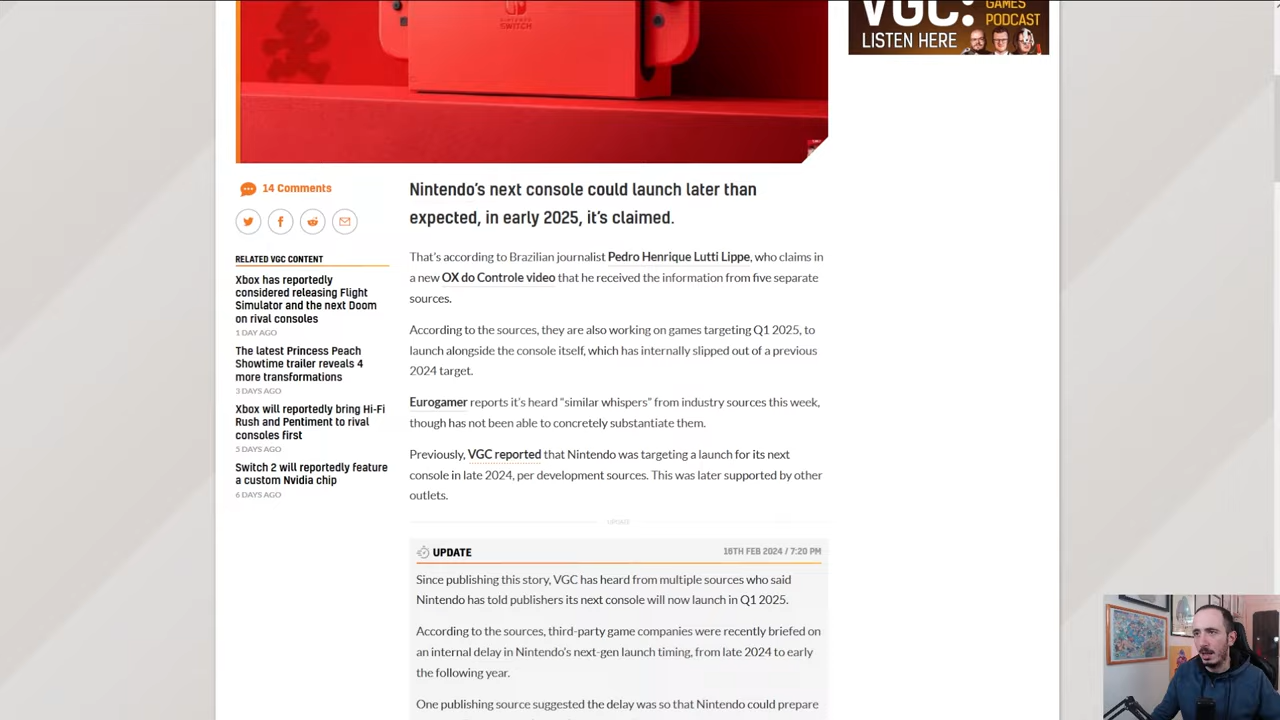 NINTENDO
SWITCH
VGC:
GAMES
PODCAST
LISTEN HERE
14 Comments
RELATED VGC CONTENT
Xbox has reportedly
considered releasing Flight
Simulator and the next Doom
on rival consoles
1 DAY AGO
The latest Princess Peach
Showtime trailer reveals 4
more transformations
3 DAYS AGO
Xbox will reportedly bring Hi-Fi
Rush and Pentiment to rival
consoles first
5 DAYS AGO
Switch 2 will reportedly feature
a custom Nvidia chip
6 DAYS AGO
Nintendo’s next console could launch later than
expected, in early 2025, it’s claimed.
That’s according to Brazilian journalist Pedro Henrique Lutti Lippe, who claims in
a new OX do Controle video that he received the information from five separate
sources.
According to the sources, they are also working on games targeting Q1 2025, to
launch alongside the console itself, which has internally slipped out of a previous
2024 target.
Eurogamer reports it’s heard “similar whispers” from industry sources this week,
though has not been able to concretely substantiate them.
Previously, VGC reported that Nintendo was targeting a launch for its next
console in late 2024, per development sources. This was later supported by other
outlets.
UPDATE
UPDATE
16TH FEB 2024 / 7:20 PM
Since publishing this story, VGC has heard from multiple sources who said
Nintendo has told publishers its next console will now launch in Q1 2025.
According to the sources, third-party game companies were recently briefed on
an internal delay in Nintendo’s next-gen launch timing, from late 2024 to early
the following year.
One publishing source suggested the delay was so that Nintendo could prepare